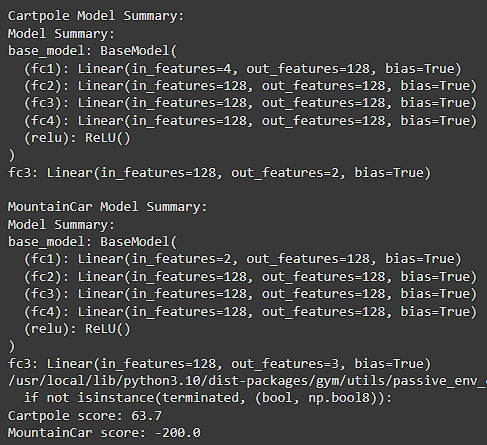 Cartpole Model Summary:
Model Summary:
base_model: BaseModel(
  (fc1): Linear(in_features=4, out_features=128, bias=True)
  (fc2): Linear(in_features=128, out_features=128, bias=True)
  (fc3): Linear(in_features=128, out_features=128, bias=True)
  (fc4): Linear(in_features=128, out_features=128, bias=True)
  (relu): ReLU()
)
fc3: Linear(in_features=128, out_features=2, bias=True)

MountainCar Model Summary:
Model Summary:
base_model: BaseModel(
  (fc1): Linear(in_features=2, out_features=128, bias=True)
  (fc2): Linear(in_features=128, out_features=128, bias=True)
  (fc3): Linear(in_features=128, out_features=128, bias=True)
  (fc4): Linear(in_features=128, out_features=128, bias=True)
  (relu): ReLU()
)
fc3: Linear(in_features=128, out_features=3, bias=True)
/usr/local/lib/python3.10/dist-packages/gym/utils/passive_env_
  if not isinstance(terminated, (bool, np.bool8)):
Cartpole score: 63.7
MountainCar score: -200.0